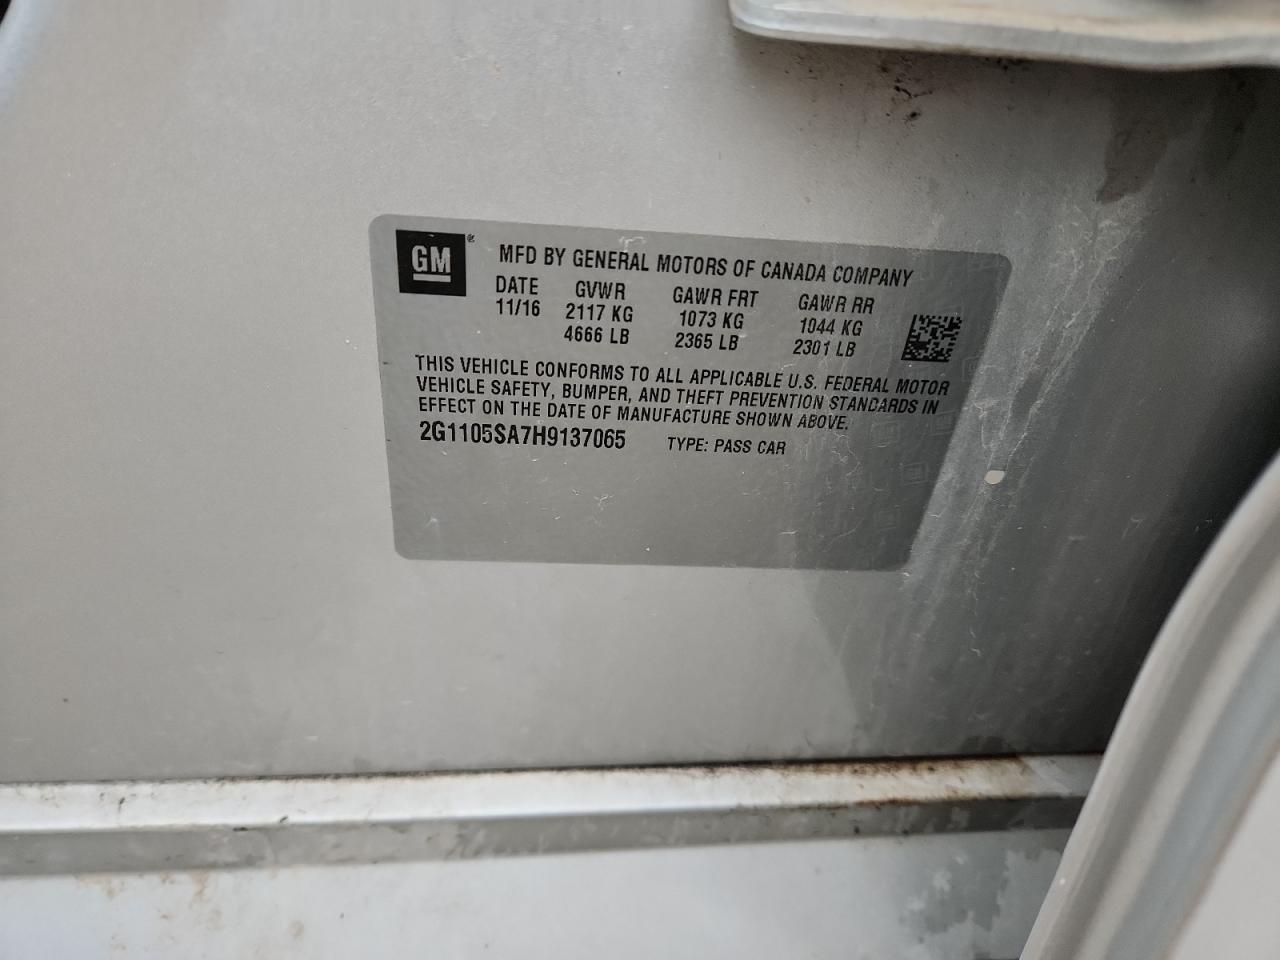 GM ®
MFD BY GENERAL MOTORS OF CANADA COMPANY
DATE GVWR GAWR FRT GAWR RR
11/16 2117 KG 1073 KG 1044 KG
4666 LB 2365 LB 2301 LB
THIS VEHICLE CONFORMS TO ALL APPLICABLE U.S. FEDERAL MOTOR
VEHICLE SAFETY, BUMPER, AND THEFT PREVENTION STANDARDS IN
EFFECT ON THE DATE OF MANUFACTURE SHOWN ABOVE.
2G1105SA7H9137065 TYPE: PASS CAR